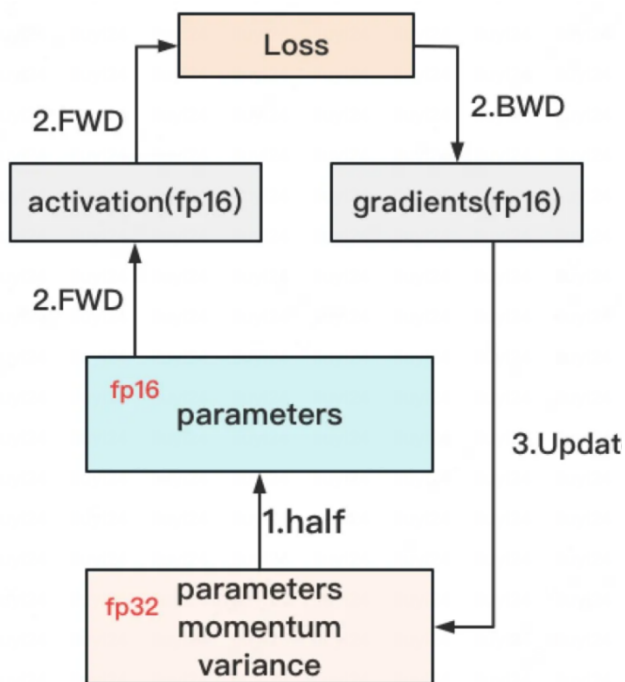 Loss
2.FWD
2.BWD
activation(fp16)
gradients(fp16)
2.FWD
fp16
parameters
3.Updat
1.half
fp32
parameters
momentum
variance